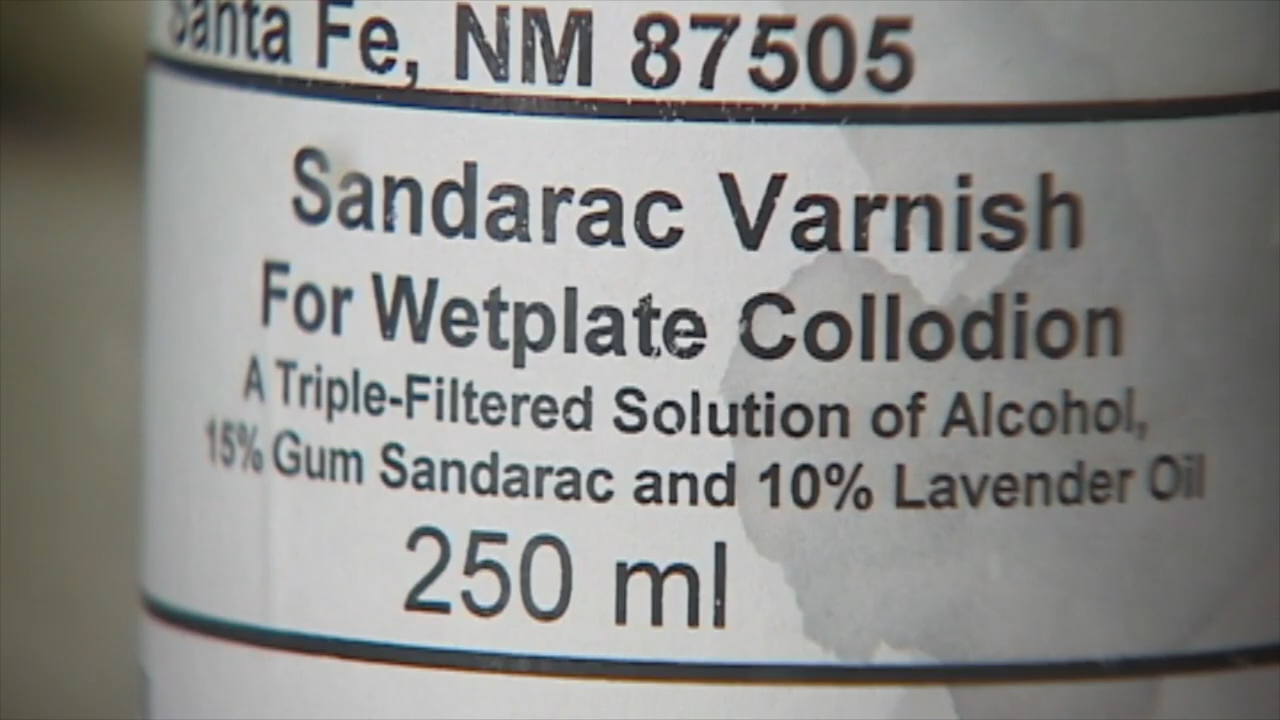 Santa Fe, NM 87505
Sandarac Varnish
For Wetplate Collodion
A Triple-Filtered Solution of Alcohol,
15% Gum Sandarac and 10% Lavender Oil
250 ml